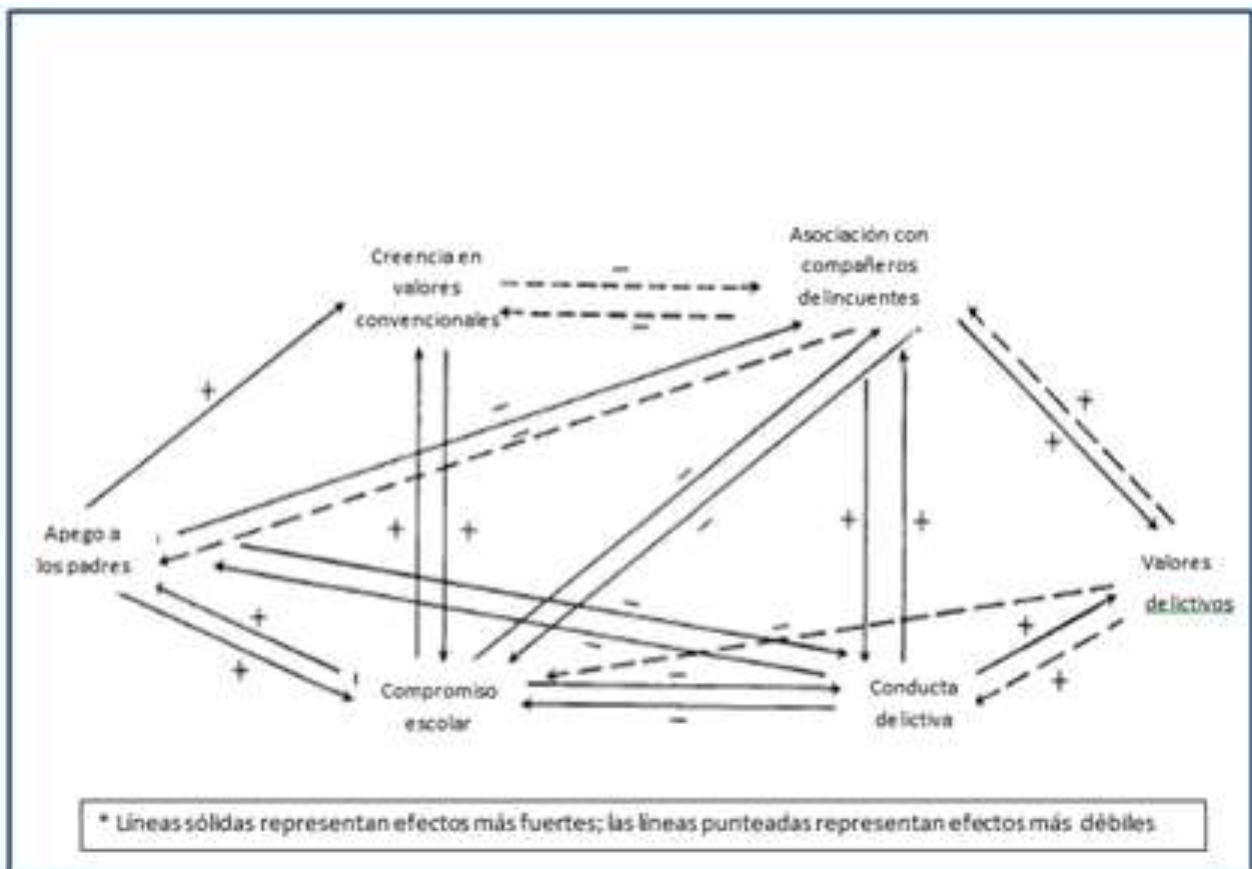 Asociación con
compañeros
delincuentes
Creencia en
valores
convencionales
–
–
+
–
–
+
+
–
–
+
+
+
+
Apego a
los padres
Valores
delictivos
–
–
–
+
+
+
+
–
–
Compromiso
escolar
Conducta
delictiva
* Líneas sólidas representan efectos más fuertes; las líneas punteadas representan efectos más débiles